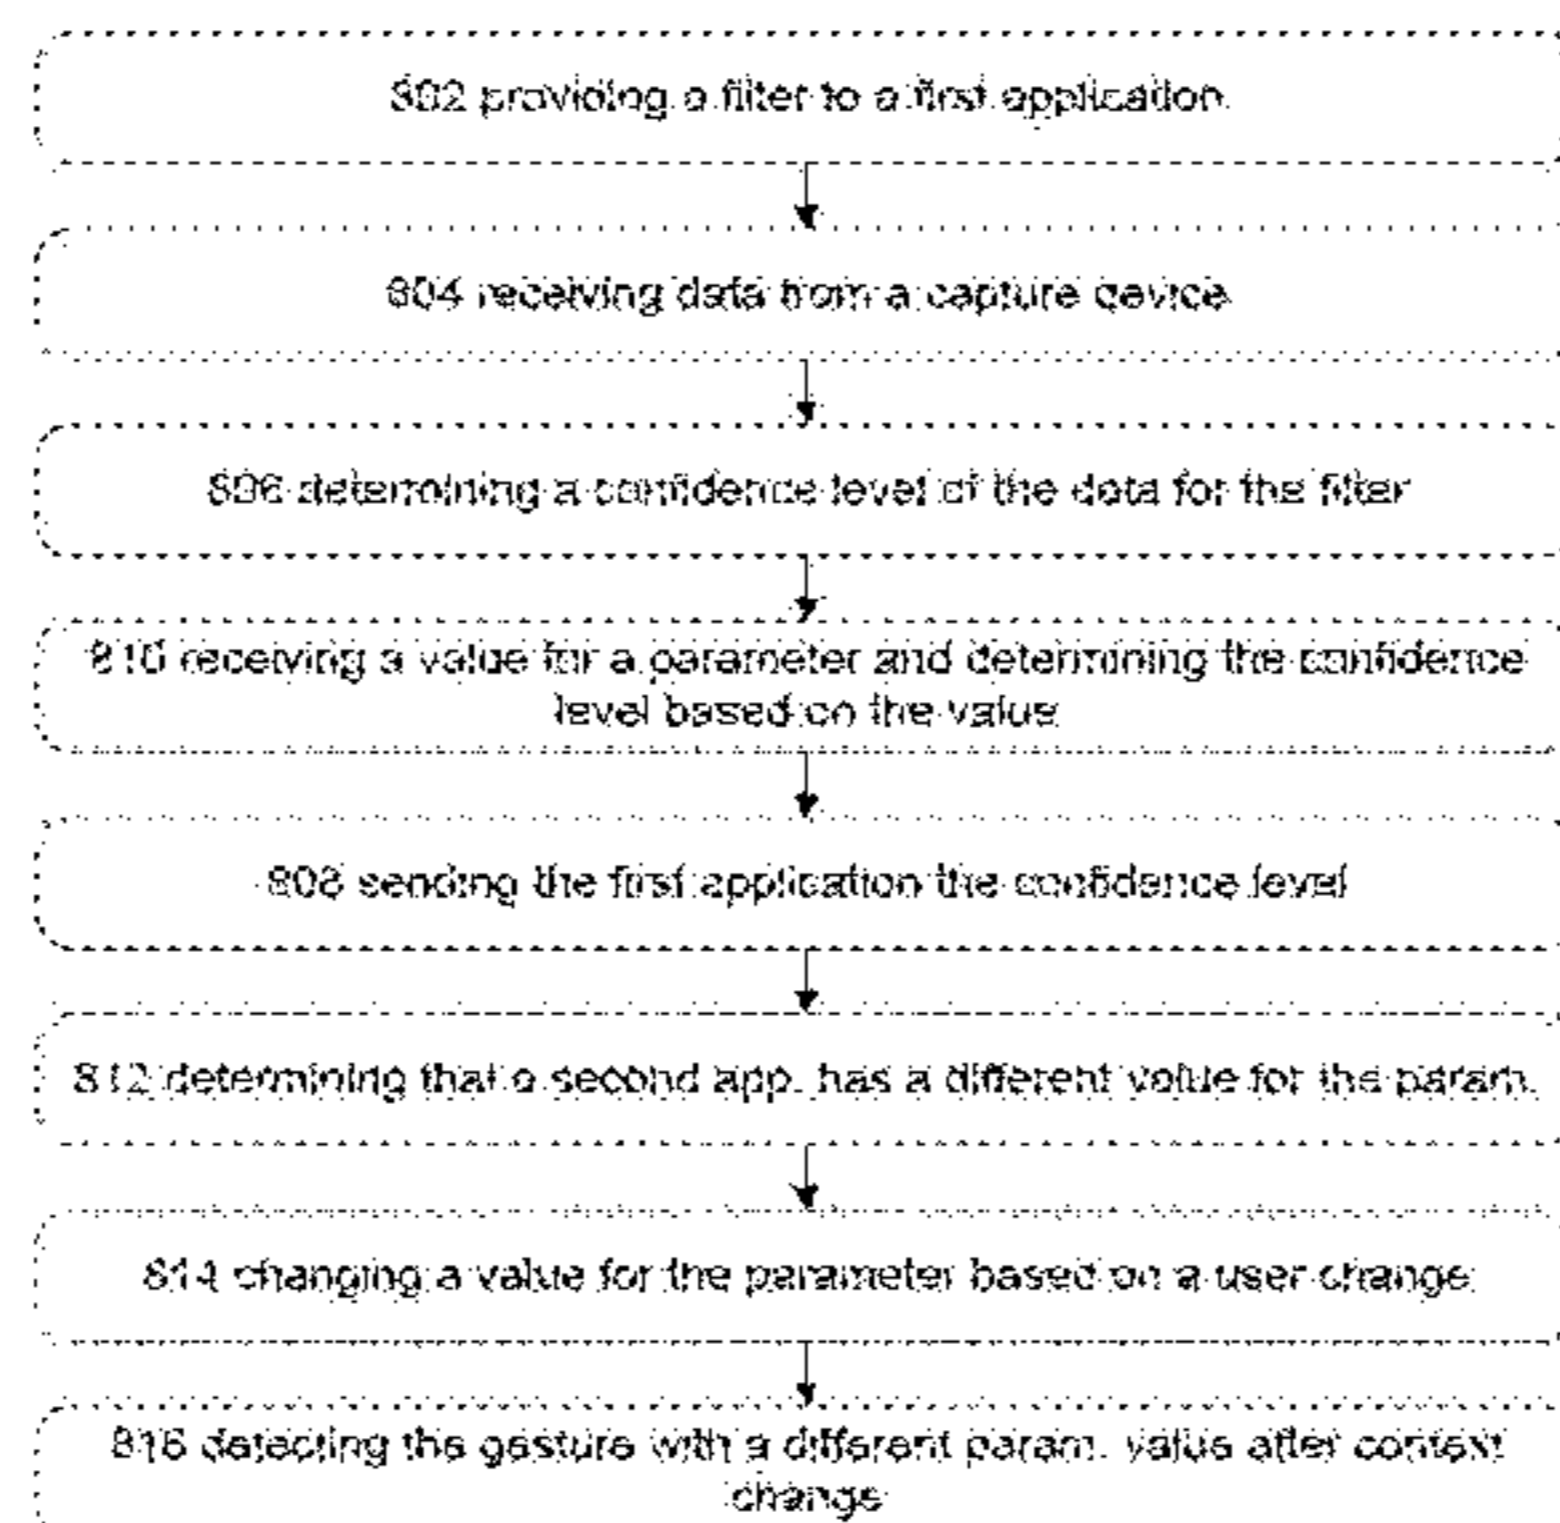 802 providing a filter to a first application
804 receiving data from a capture device
806 determining a confidence level of the data for the filter
810 receiving a value for a parameter and determining the confidence
level based on the value
808 sending the first application the confidence level
812 determining that a second app. has a different value for the param.
814 changing a value for the parameter based on a user change
816 detecting the gesture with a different param. value after context
change